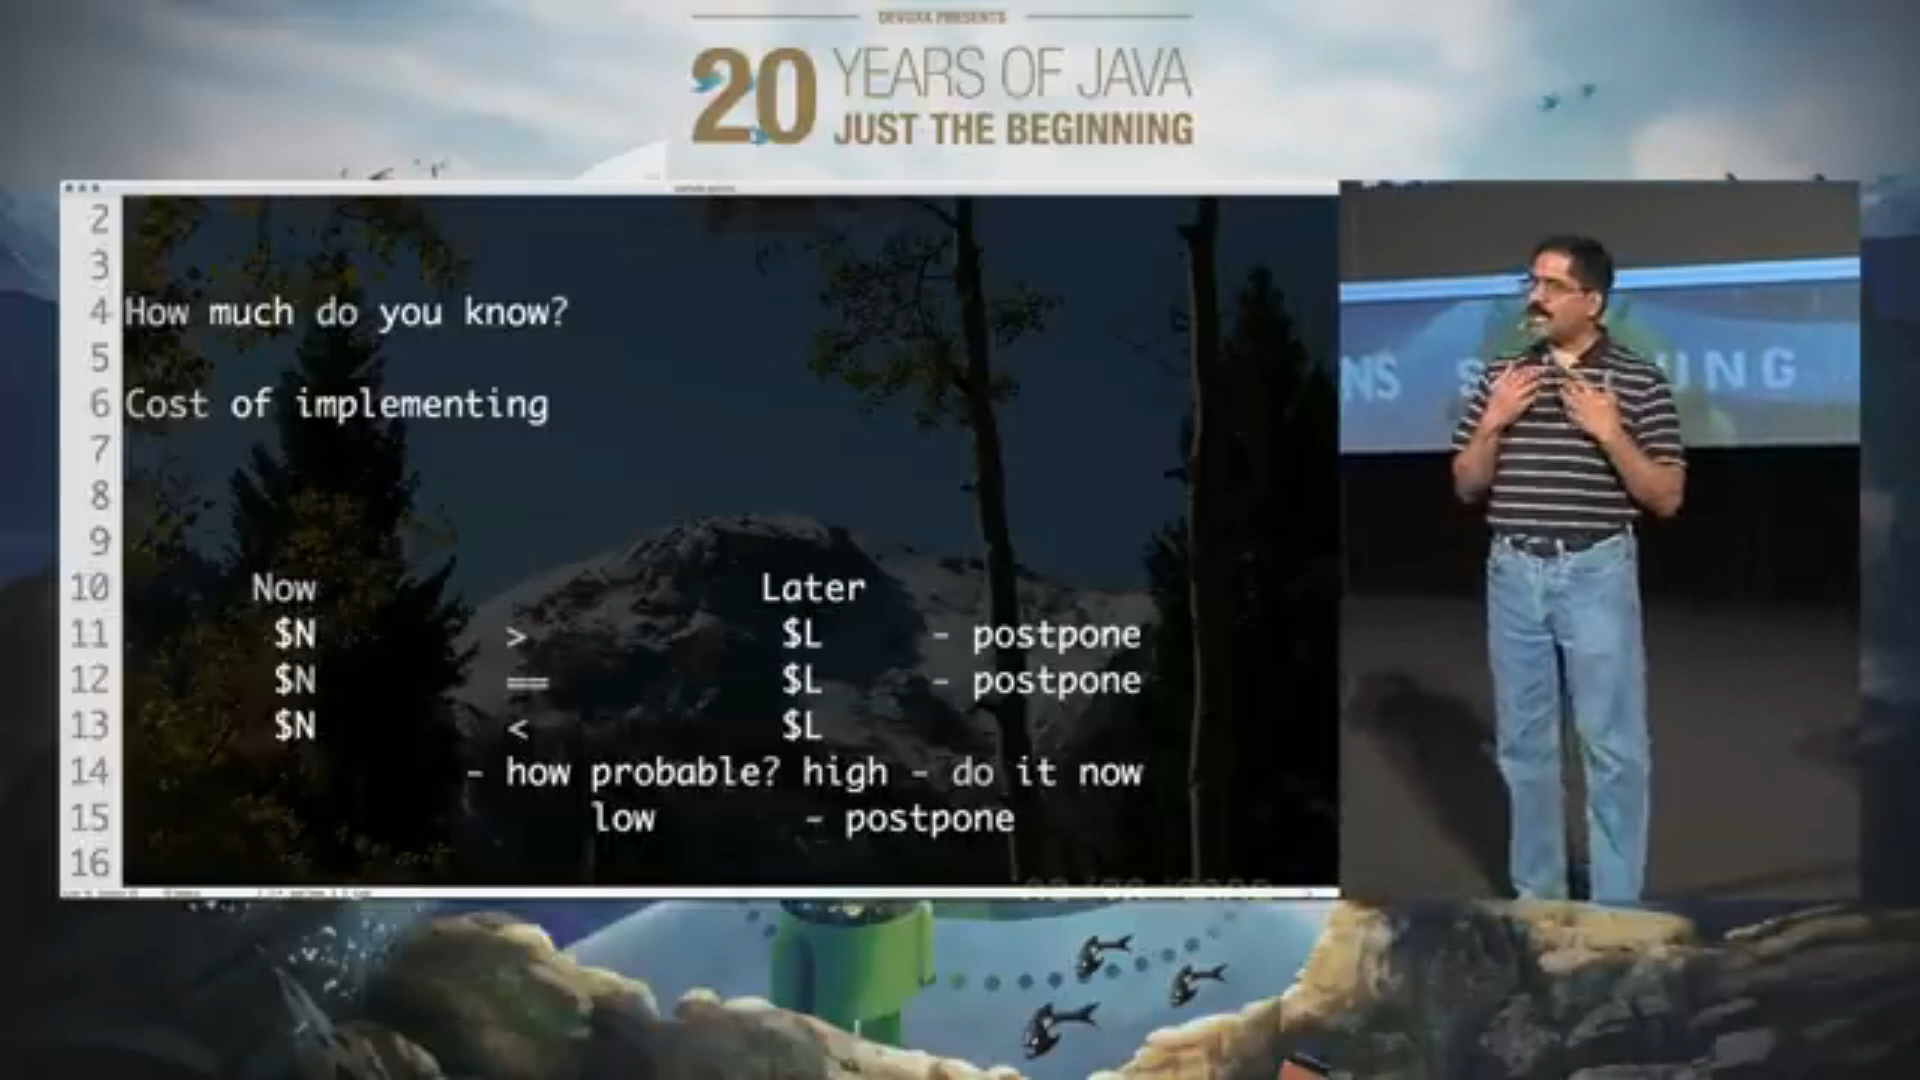 DEVOXX PRESENTS
20 YEARS OF JAVA
JUST THE BEGINNING
2
3
4 How much do you know?
5
6 Cost of implementing
7
8
9
10 Now Later
11 $N > $L - postpone
12 $N == $L - postpone
13 $N < $L
14 - how probable? high - do it now
15 low - postpone
16
NS
UNG